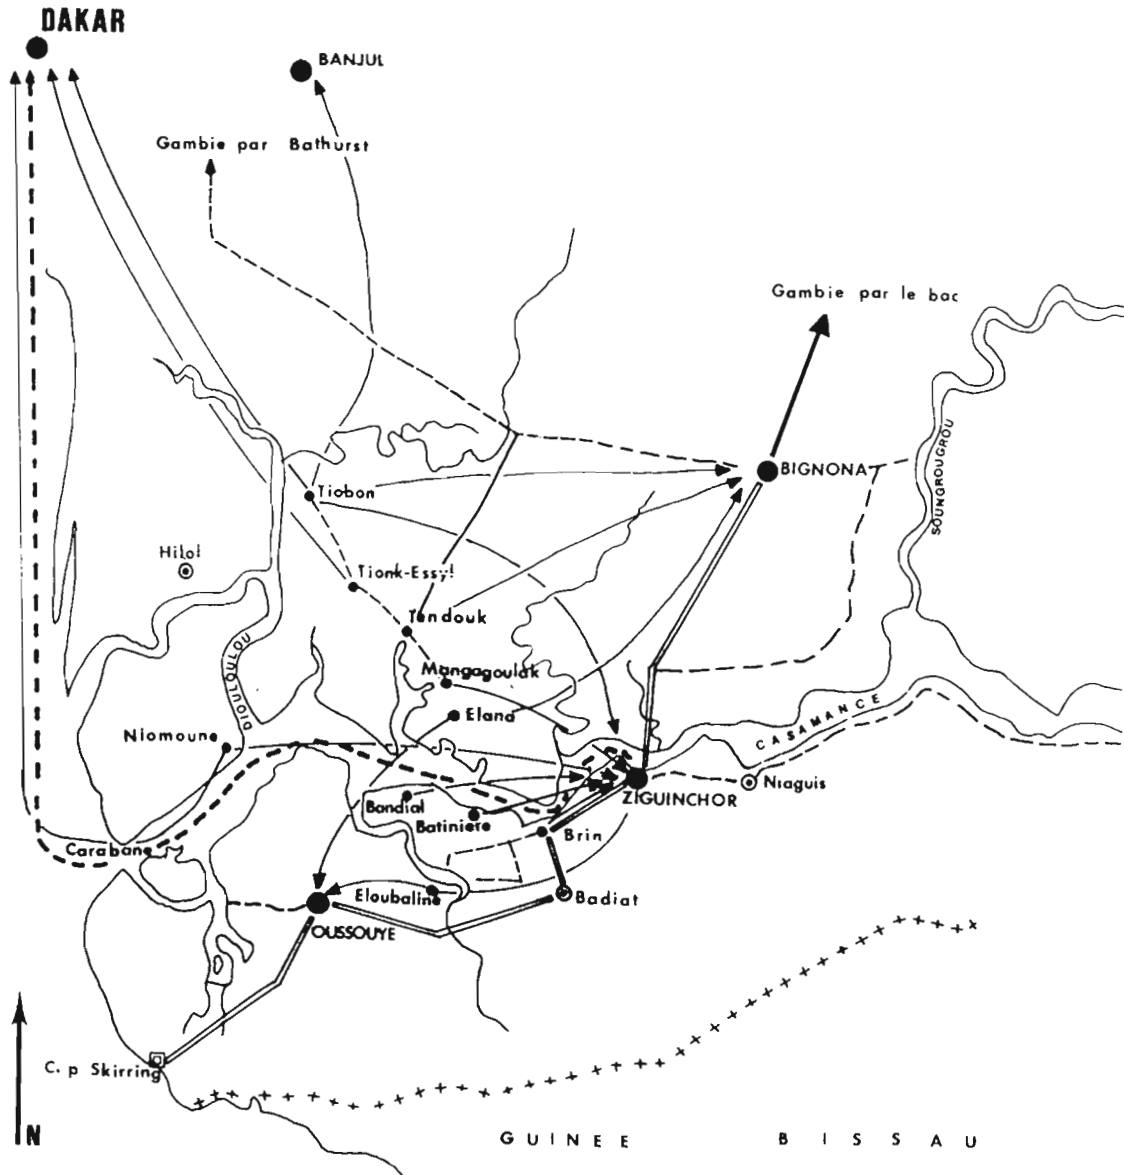 DAKAR
BANJUL
Gambie par Bathurst
Gambie par le bac
BIGNONA
SOUNGROUGROU
Tiobon
Hilol
Tionk-Essyl
Tendouk
DIOULOULOU
Mangagoulak
Elana
Niomoune
CASAMANCE
Niaguis
ZIGUINCHOR
Bandial
Batiniere
Brin
Carabane
Eloubaline
Badiat
OUSSOUYE
C.p Skirring
N
GUINEE BISSAU